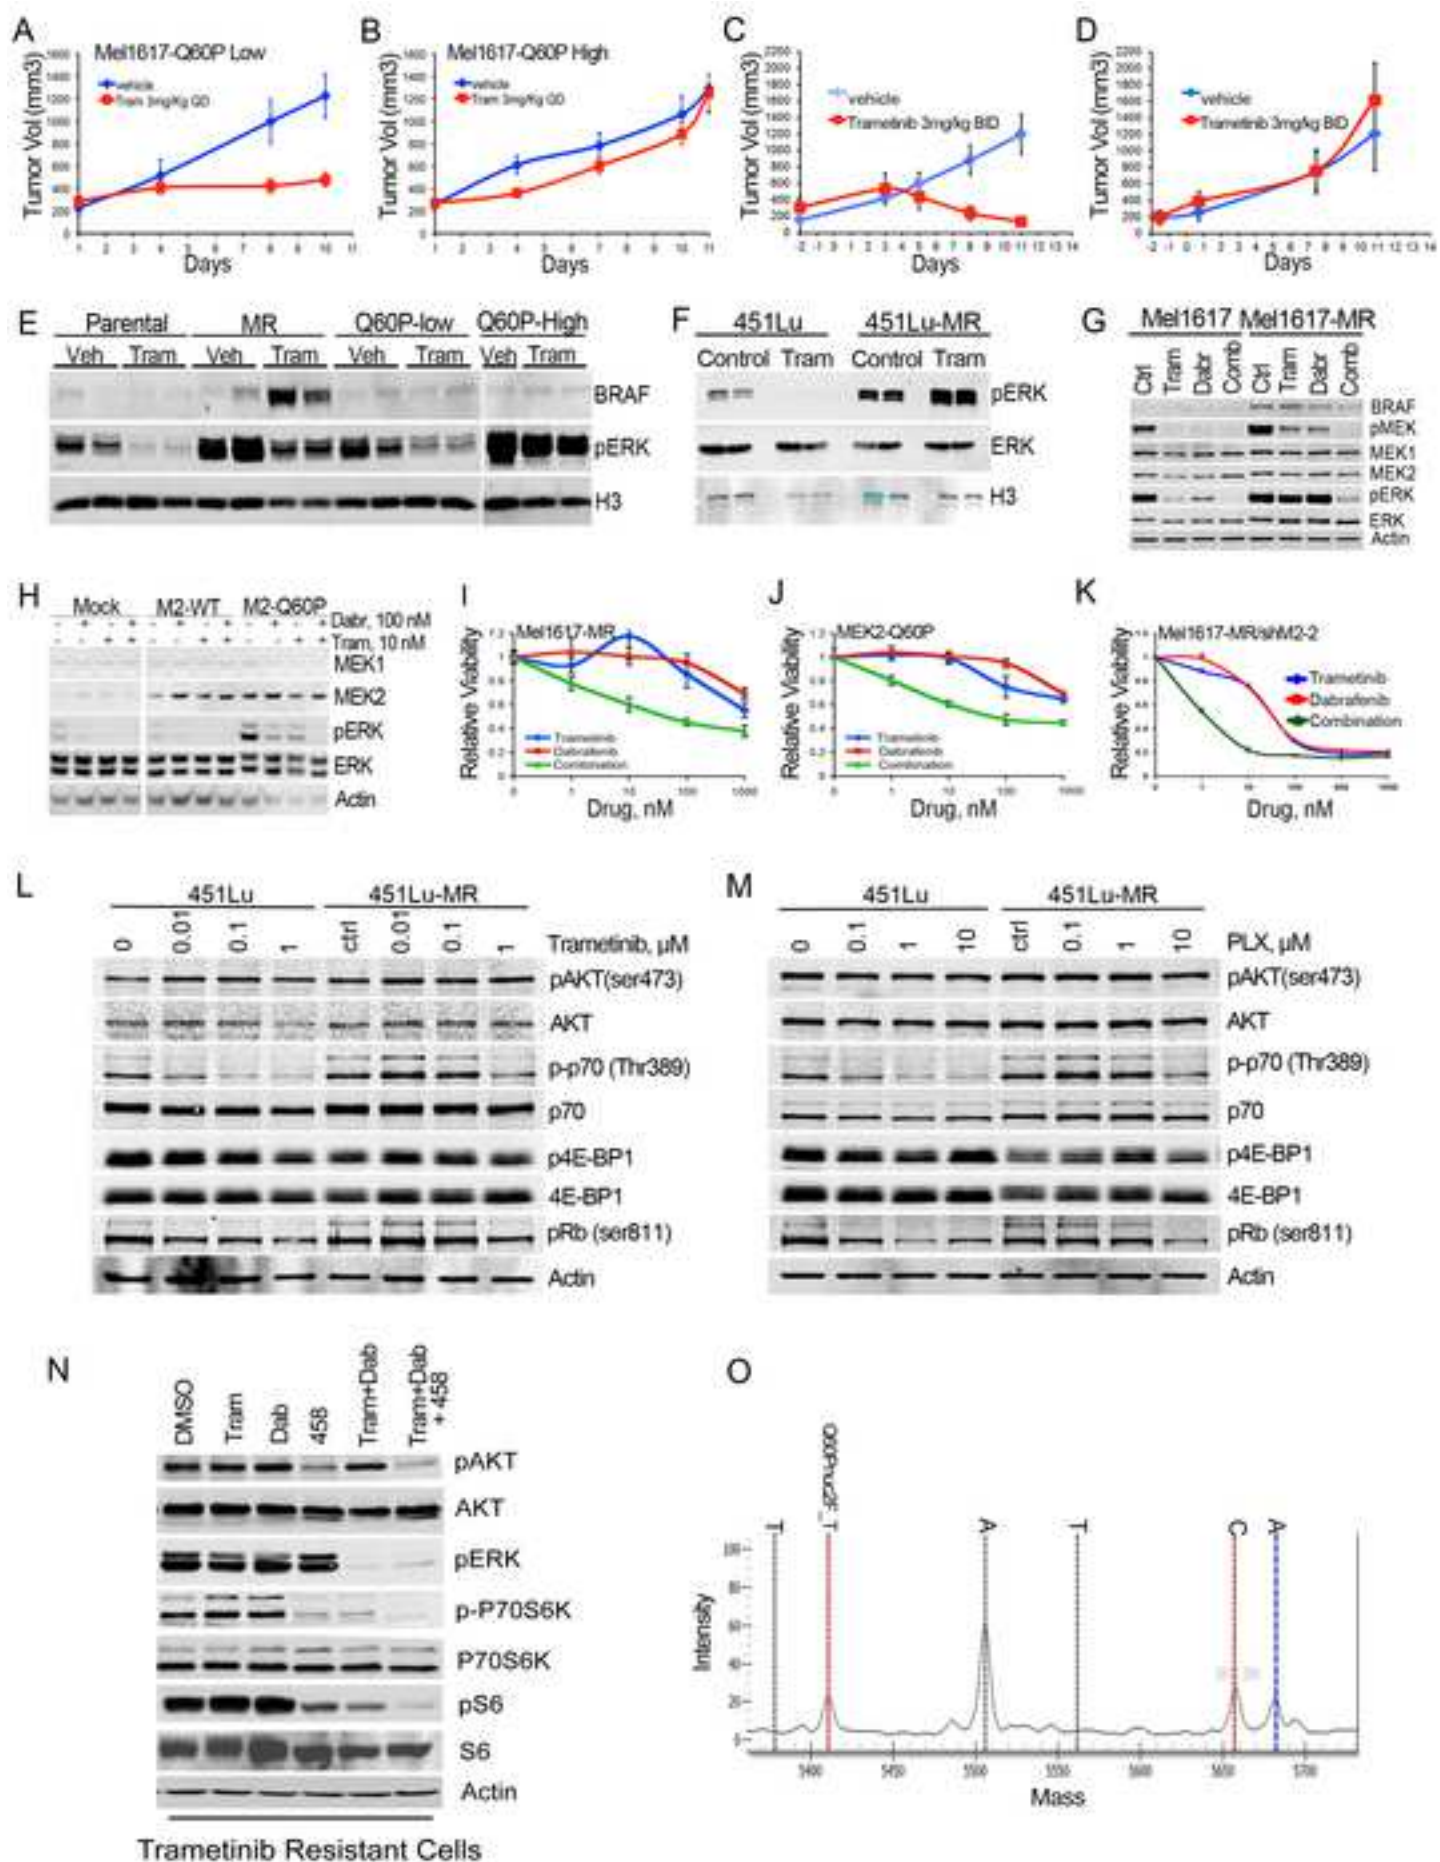 A
Mel1617-Q60P Low
vehicle
Tram 3mg/Kg QD
Tumor Vol (mm3)
Days
B
Mel1617-Q60P High
vehicle
Tram 3mg/Kg QD
Tumor Vol (mm3)
Days
C
vehicle
Trametinib 3mg/kg BID
Tumor Vol (mm3)
Days
D
vehicle
Trametinib 3mg/kg BID
Tumor Vol (mm3)
Days
E
Parental MR Q60P-low Q60P-High
Veh Tram Veh Tram Veh Tram Veh Tram
BRAF
pERK
H3
F
451Lu 451Lu-MR
Control Tram Control Tram
pERK
ERK
H3
G
Mel1617 Mel1617-MR
Ctrl Tram Dabr Comb Ctrl Tram Dabr Comb
BRAF
pMEK
MEK1
MEK2
pERK
ERK
Actin
H
Mock M2-WT M2-Q60P
- + - + - + - + - + - + Dabr, 100 nM
- - + + - - + + - - + + Tram, 10 nM
MEK1
MEK2
pERK
ERK
Actin
I
Mel1617-MR
Relative Viability
Trametinib
Dabrafenib
Combination
Drug, nM
J
MEK2-Q60P
Relative Viability
Trametinib
Dabrafenib
Combination
Drug, nM
K
Mel1617-MR/shM2-2
Relative Viability
Trametinib
Dabrafenib
Combination
Drug, nM
L
451Lu 451Lu-MR
0 0.01 0.1 1 ctrl 0.01 0.1 1 Trametinib, µM
pAKT(ser473)
AKT
p-p70 (Thr389)
p70
p4E-BP1
4E-BP1
pRb (ser811)
Actin
M
451Lu 451Lu-MR
0 0.1 1 10 ctrl 0.1 1 10 PLX, µM
pAKT(ser473)
AKT
p-p70 (Thr389)
p70
p4E-BP1
4E-BP1
pRb (ser811)
Actin
N
DMSO Tram Dab 458 Tram+Dab Tram+Dab + 458
pAKT
AKT
pERK
p-P70S6K
P70S6K
pS6
S6
Actin
Trametinib Resistant Cells
O
T Q60Pnuc2F_T A T C A
Intensity
Mass